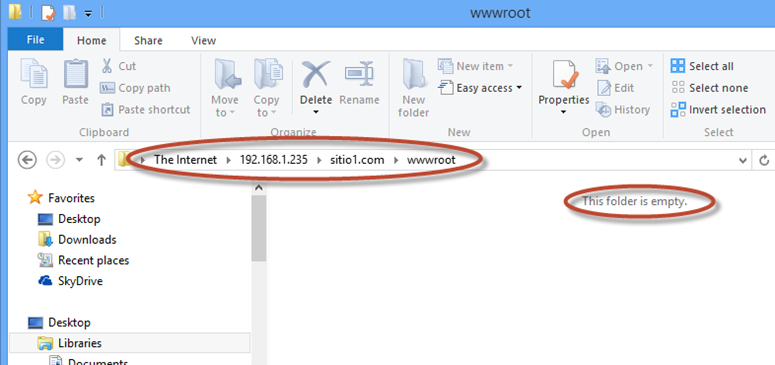 wwwroot
File Home Share View
Copy Paste Cut Copy path Paste shortcut
Move to Copy to Delete Rename
New folder New item Easy access
Properties Open Edit History
Select all Select none Invert selection
Clipboard Organize New Open Select
The Internet 192.168.1.235 sitio1.com wwwroot
Favorites
This folder is empty.
Desktop
Downloads
Recent places
SkyDrive
Desktop
Libraries
Documents